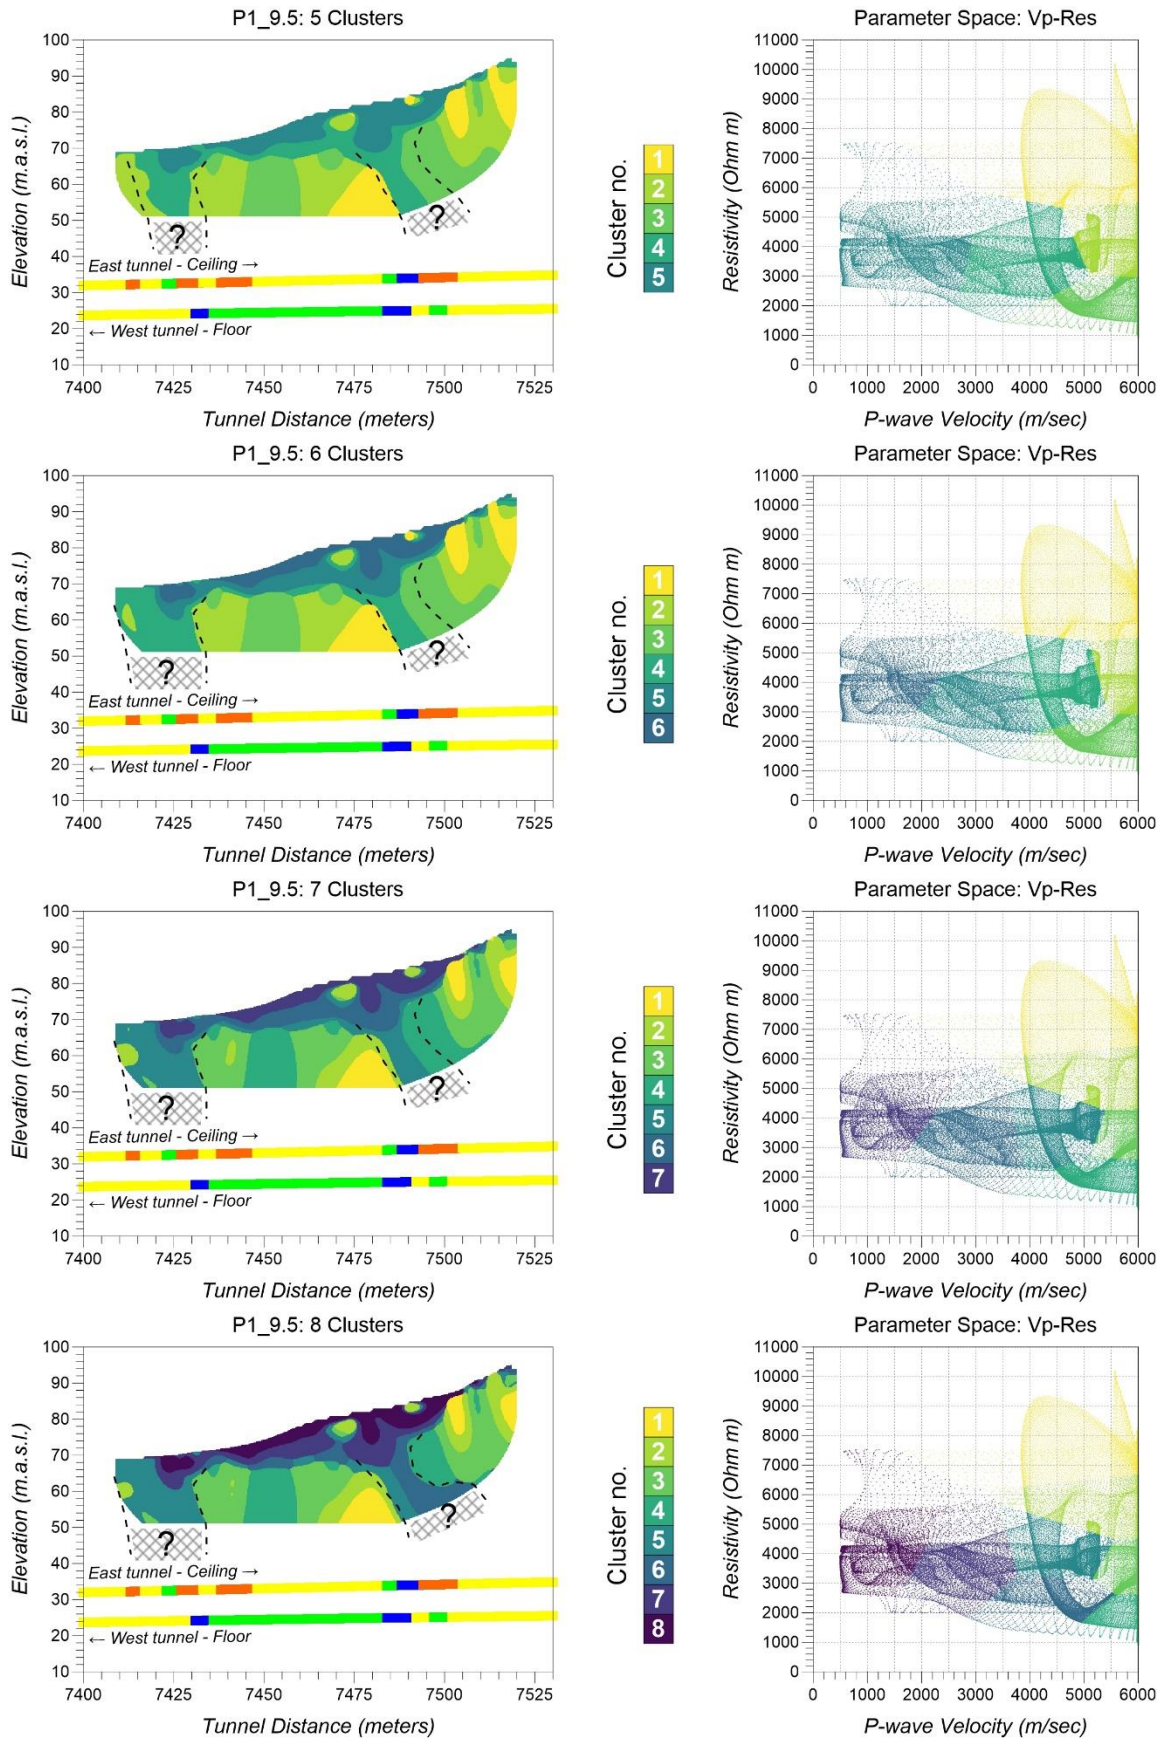 P1_9.5: 5 Clusters
Elevation (m.a.s.l.)
100
90
80
70
60
50
40
30
20
10
? ?
East tunnel - Ceiling →
← West tunnel - Floor
7400 7425 7450 7475 7500 7525
Tunnel Distance (meters)
Cluster no.
1
2
3
4
5
Parameter Space: Vp-Res
Resistivity (Ohm m)
11000
10000
9000
8000
7000
6000
5000
4000
3000
2000
1000
0
0 1000 2000 3000 4000 5000 6000
P-wave Velocity (m/sec)
P1_9.5: 6 Clusters
Elevation (m.a.s.l.)
100
90
80
70
60
50
40
30
20
10
? ?
East tunnel - Ceiling →
← West tunnel - Floor
7400 7425 7450 7475 7500 7525
Tunnel Distance (meters)
Cluster no.
1
2
3
4
5
6
Parameter Space: Vp-Res
Resistivity (Ohm m)
11000
10000
9000
8000
7000
6000
5000
4000
3000
2000
1000
0
0 1000 2000 3000 4000 5000 6000
P-wave Velocity (m/sec)
P1_9.5: 7 Clusters
Elevation (m.a.s.l.)
100
90
80
70
60
50
40
30
20
10
? ?
East tunnel - Ceiling →
← West tunnel - Floor
7400 7425 7450 7475 7500 7525
Tunnel Distance (meters)
Cluster no.
1
2
3
4
5
6
7
Parameter Space: Vp-Res
Resistivity (Ohm m)
11000
10000
9000
8000
7000
6000
5000
4000
3000
2000
1000
0
0 1000 2000 3000 4000 5000 6000
P-wave Velocity (m/sec)
P1_9.5: 8 Clusters
Elevation (m.a.s.l.)
100
90
80
70
60
50
40
30
20
10
? ?
East tunnel - Ceiling →
← West tunnel - Floor
7400 7425 7450 7475 7500 7525
Tunnel Distance (meters)
Cluster no.
1
2
3
4
5
6
7
8
Parameter Space: Vp-Res
Resistivity (Ohm m)
11000
10000
9000
8000
7000
6000
5000
4000
3000
2000
1000
0
0 1000 2000 3000 4000 5000 6000
P-wave Velocity (m/sec)